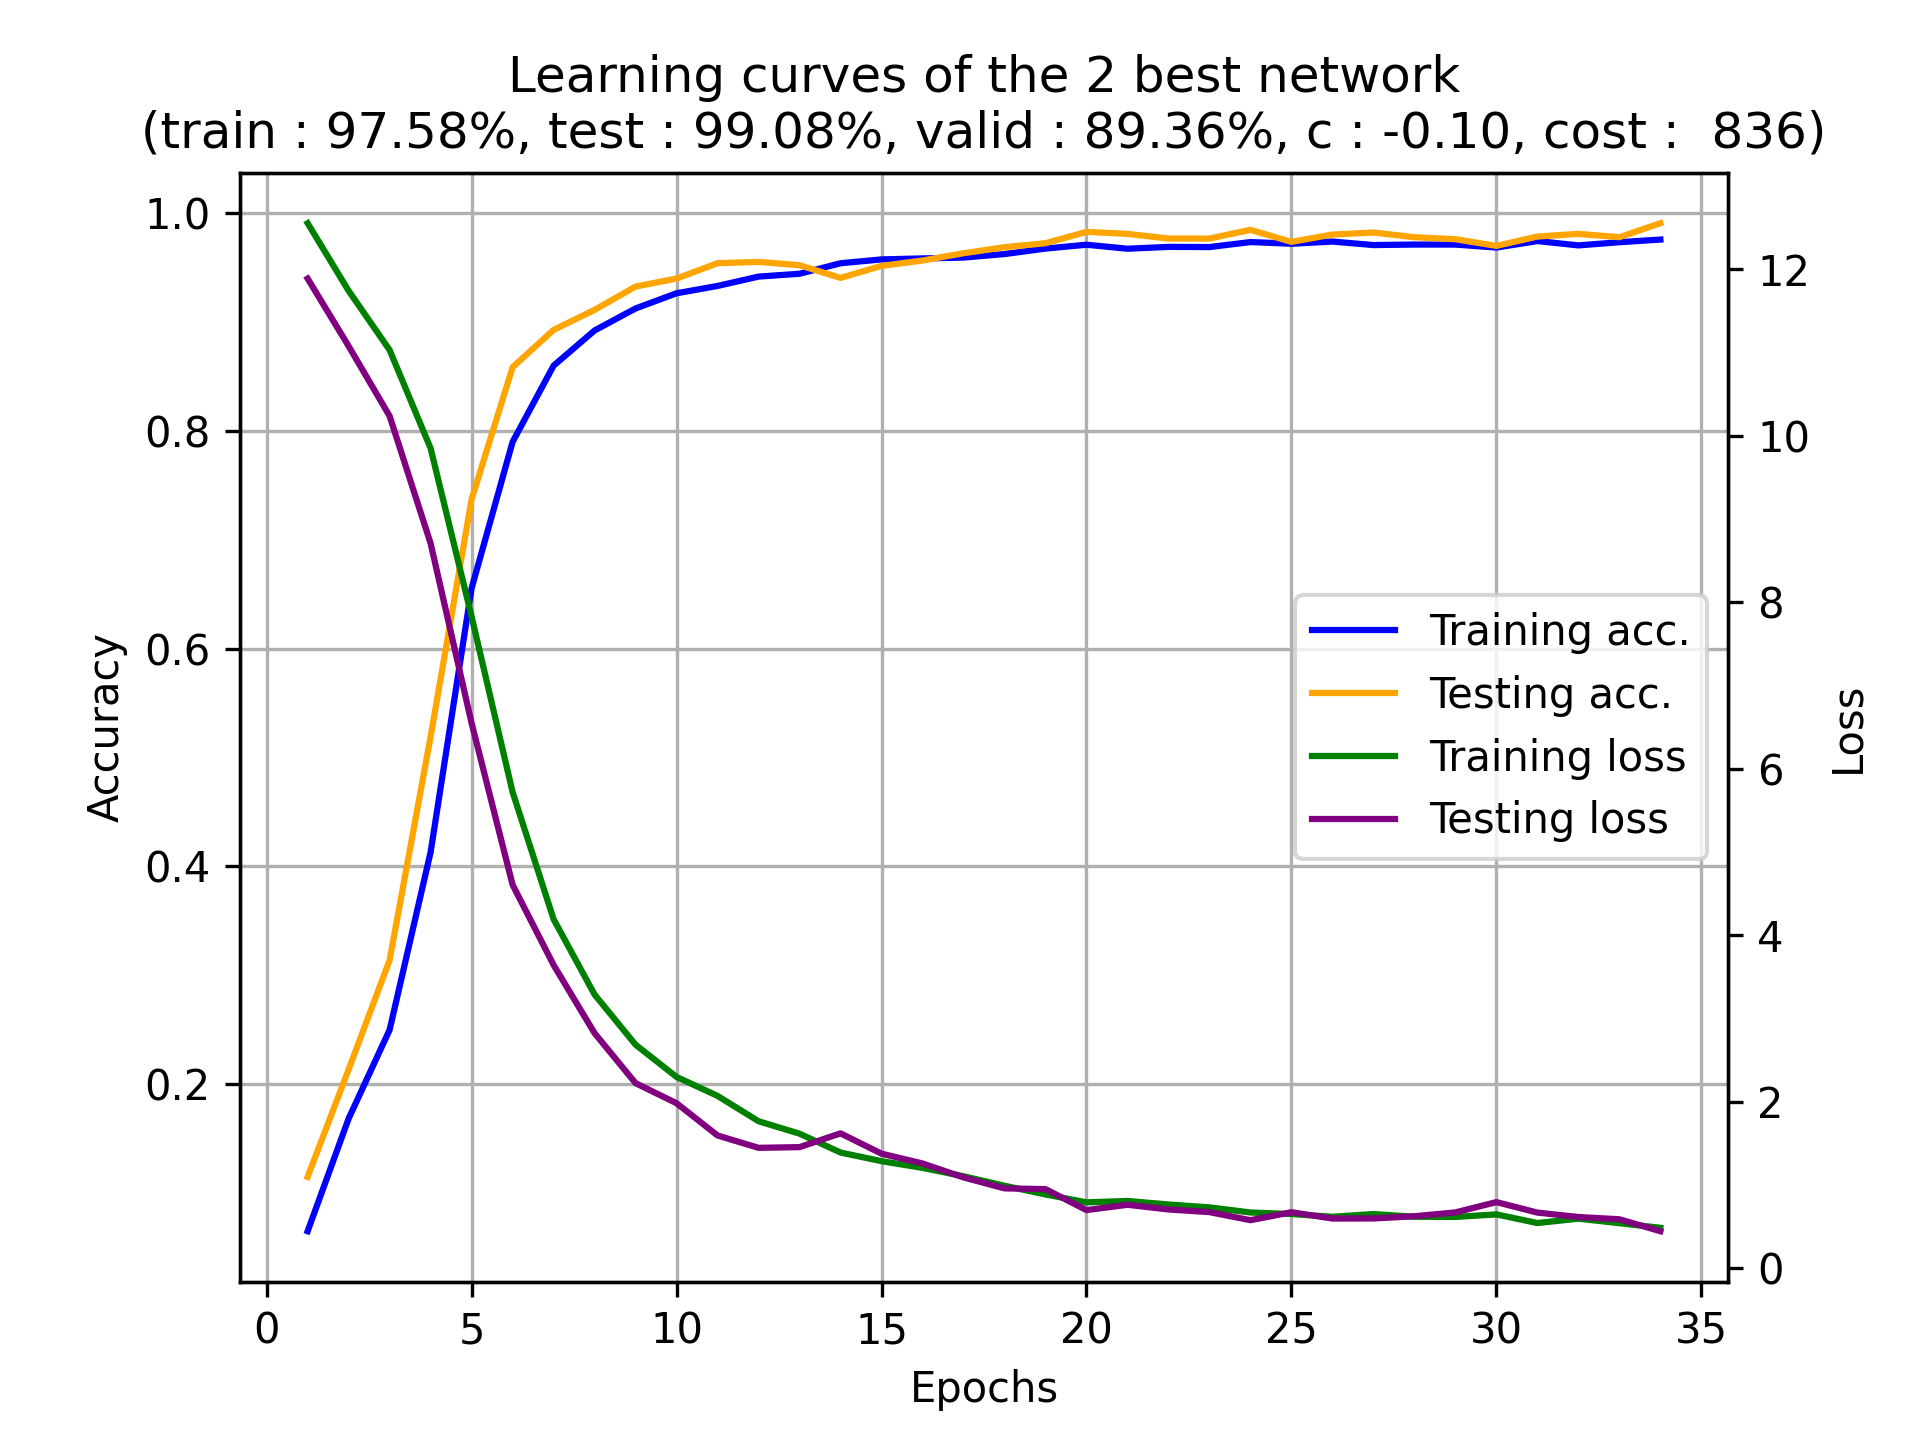 Learning curves of the 2 best network
(train : 97.58%, test : 99.08%, valid : 89.36%, c : -0.10, cost :  836)
1.0
0.8
0.6
0.4
0.2
Accuracy
12
10
8
6
4
2
0
Loss
Training acc.
Testing acc.
Training loss
Testing loss
0 5 10 15 20 25 30 35
Epochs